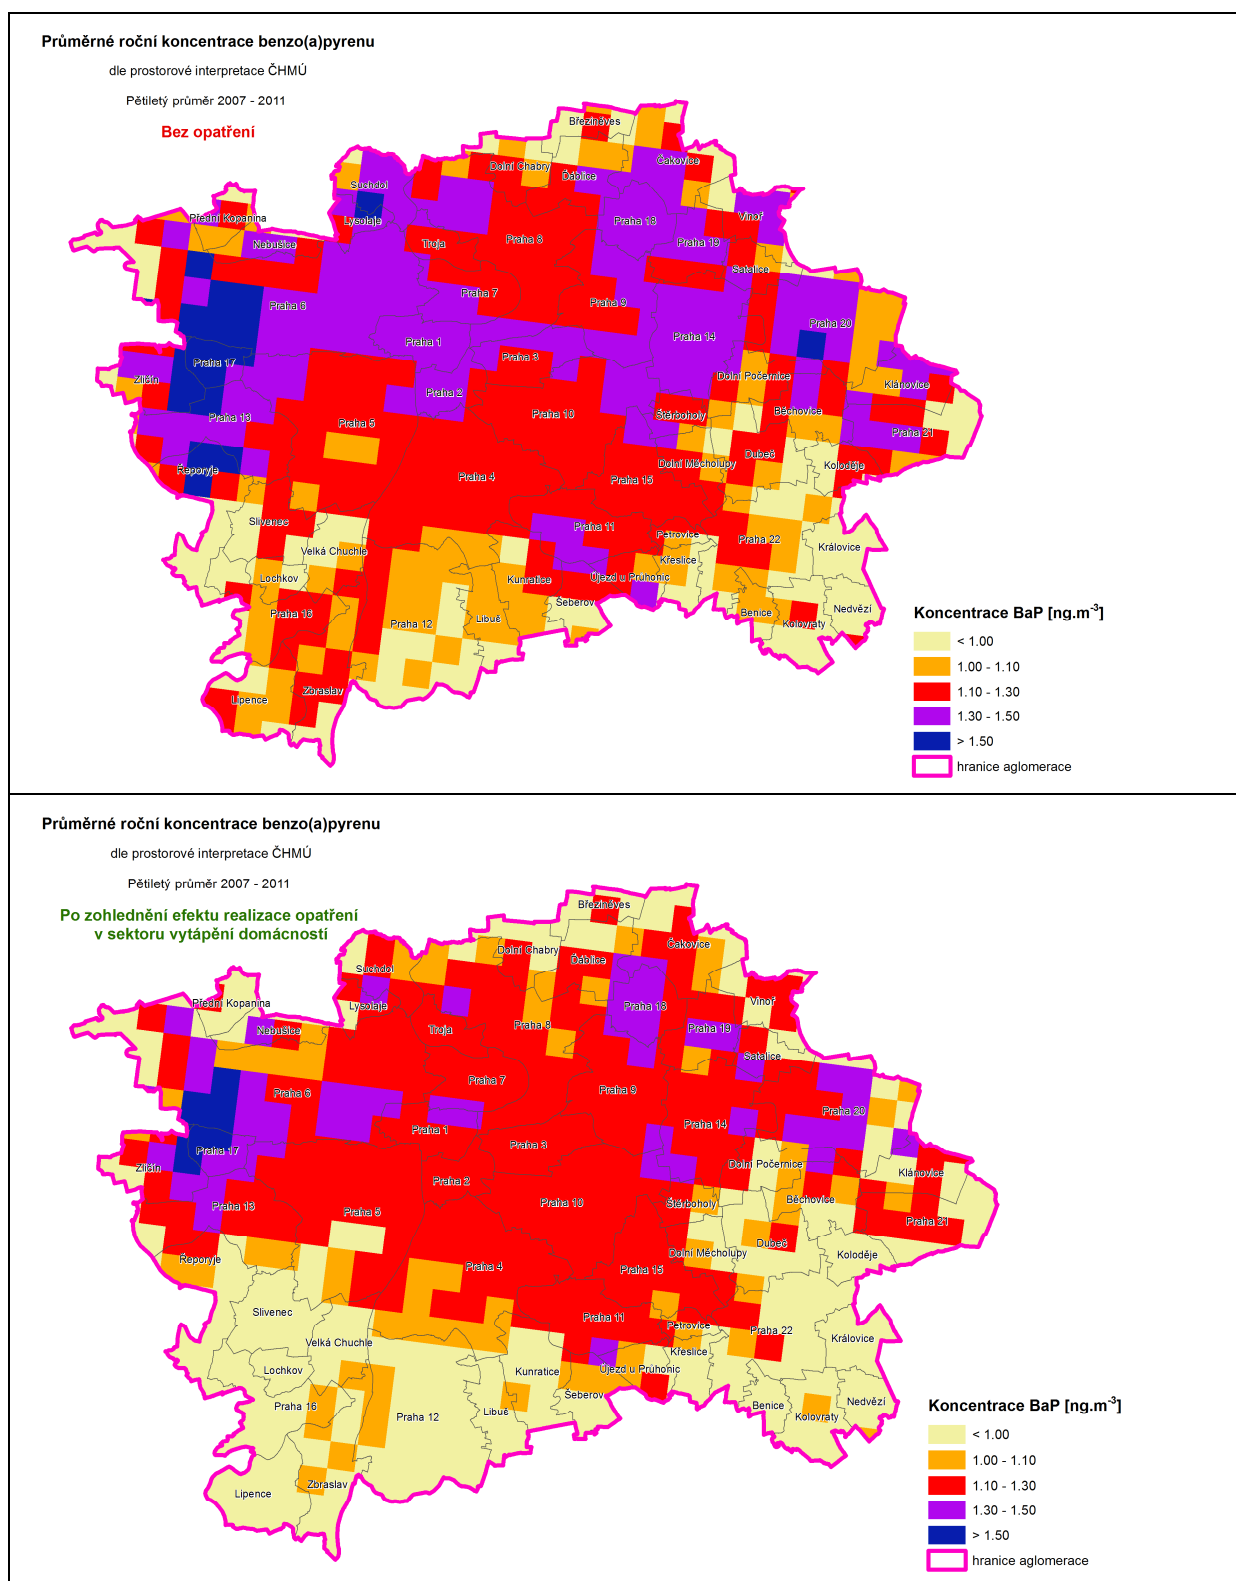 Průměrné roční koncentrace benzo(a)pyrenu
dle prostorové interpretace ČHMÚ
Pětiletý průměr 2007 - 2011
Bez opatření
Březiněves
Čakovice
Dolní Chabry
Ďáblice
Suchdol
Přední Kopanina
Lysolaje
Vinoř
Praha 18
Nebušice
Troja
Praha 8
Praha 19
Satalice
Praha 7
Praha 6
Praha 9
Praha 20
Praha 1
Praha 14
Praha 3
Praha 17
Dolní Počernice
Zličín
Klánovice
Praha 2
Praha 13
Praha 5
Praha 10
Štěrboholy
Běchovice
Praha 21
Dubeč
Řeporyje
Dolní Měcholupy
Koloděje
Praha 4
Praha 15
Slivenec
Praha 11
Petrovice
Praha 22
Velká Chuchle
Královice
Křeslice
Lochkov
Kunratice
Újezd u Průhonic
Šeberov
Praha 16
Praha 12
Libuš
Benice
Nedvězí
Kolovraty
Lipence
Zbraslav
Koncentrace BaP [ng.m-3]
< 1.00
1.00 - 1.10
1.10 - 1.30
1.30 - 1.50
> 1.50
hranice aglomerace
Průměrné roční koncentrace benzo(a)pyrenu
dle prostorové interpretace ČHMÚ
Pětiletý průměr 2007 - 2011
Po zohlednění efektu realizace opatření
v sektoru vytápění domácností
Březiněves
Čakovice
Dolní Chabry
Ďáblice
Suchdol
Přední Kopanina
Lysolaje
Vinoř
Praha 18
Nebušice
Troja
Praha 8
Praha 19
Satalice
Praha 7
Praha 6
Praha 9
Praha 20
Praha 1
Praha 14
Praha 3
Praha 17
Dolní Počernice
Zličín
Klánovice
Praha 2
Praha 13
Praha 5
Praha 10
Štěrboholy
Běchovice
Praha 21
Dubeč
Řeporyje
Dolní Měcholupy
Koloděje
Praha 4
Praha 15
Slivenec
Praha 11
Petrovice
Praha 22
Velká Chuchle
Královice
Křeslice
Lochkov
Kunratice
Újezd u Průhonic
Šeberov
Praha 16
Praha 12
Libuš
Benice
Nedvězí
Kolovraty
Lipence
Zbraslav
Koncentrace BaP [ng.m-3]
< 1.00
1.00 - 1.10
1.10 - 1.30
1.30 - 1.50
> 1.50
hranice aglomerace